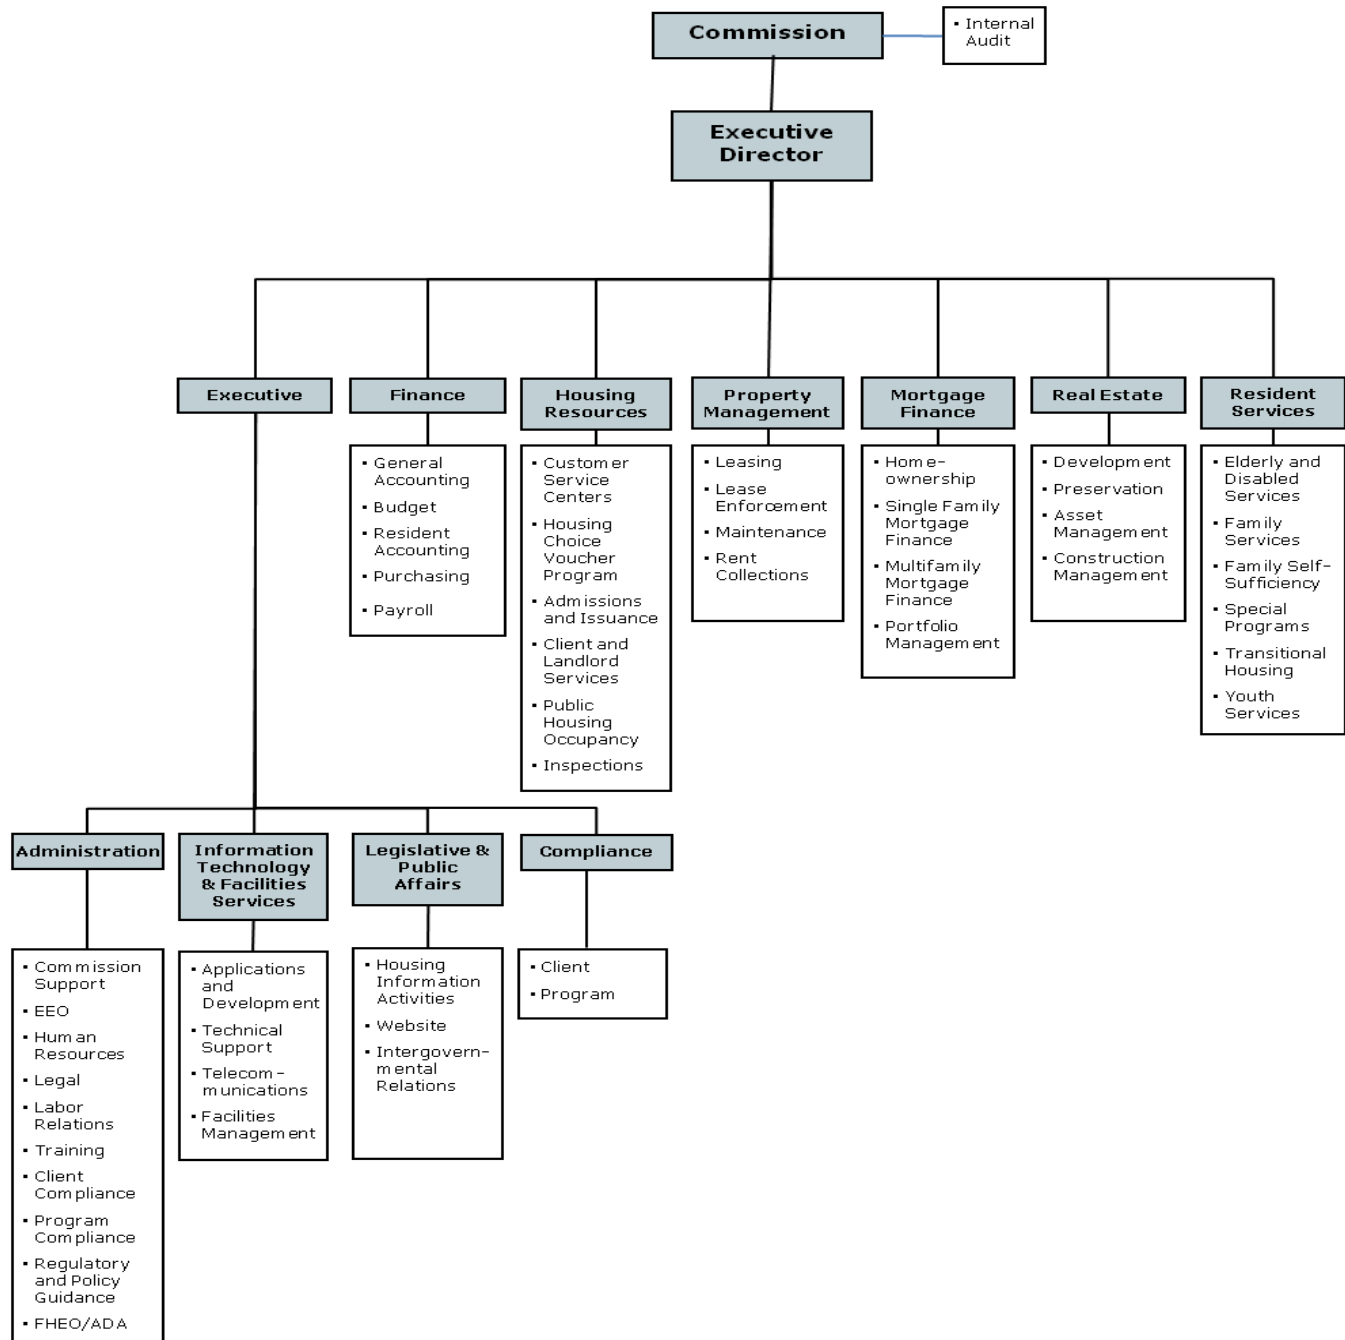 Commission
▪ Internal
Audit
Executive
Director
Executive
Finance
Housing
Resources
Property
Management
Mortgage
Finance
Real Estate
Resident
Services
▪ General
Accounting
▪ Budget
▪ Resident
Accounting
▪ Purchasing
▪ Payroll
▪ Customer
Service
Centers
▪ Housing
Choice
Voucher
Program
▪ Admissions
and Issuance
▪ Client and
Landlord
Services
▪ Public
Housing
Occupancy
▪ Inspections
▪ Leasing
▪ Lease
Enforcement
▪ Maintenance
▪ Rent
Collections
▪ Home-
ownership
▪ Single Family
Mortgage
Finance
▪ Multifamily
Mortgage
Finance
▪ Portfolio
Management
▪ Development
▪ Preservation
▪ Asset
Management
▪ Construction
Management
▪ Elderly and
Disabled
Services
▪ Family
Services
▪ Family Self-
Sufficiency
▪ Special
Programs
▪ Transitional
Housing
▪ Youth
Services
Administration
Information
Technology
& Facilities
Services
Legislative &
Public
Affairs
Compliance
▪ Commission
Support
▪ EEO
▪ Human
Resources
▪ Legal
▪ Labor
Relations
▪ Training
▪ Client
Compliance
▪ Program
Compliance
▪ Regulatory
and Policy
Guidance
▪ FHEO/ADA
▪ Applications
and
Development
▪ Technical
Support
▪ Telecom-
munications
▪ Facilities
Management
▪ Housing
Information
Activities
▪ Website
▪ Intergovern-
mental
Relations
▪ Client
▪ Program